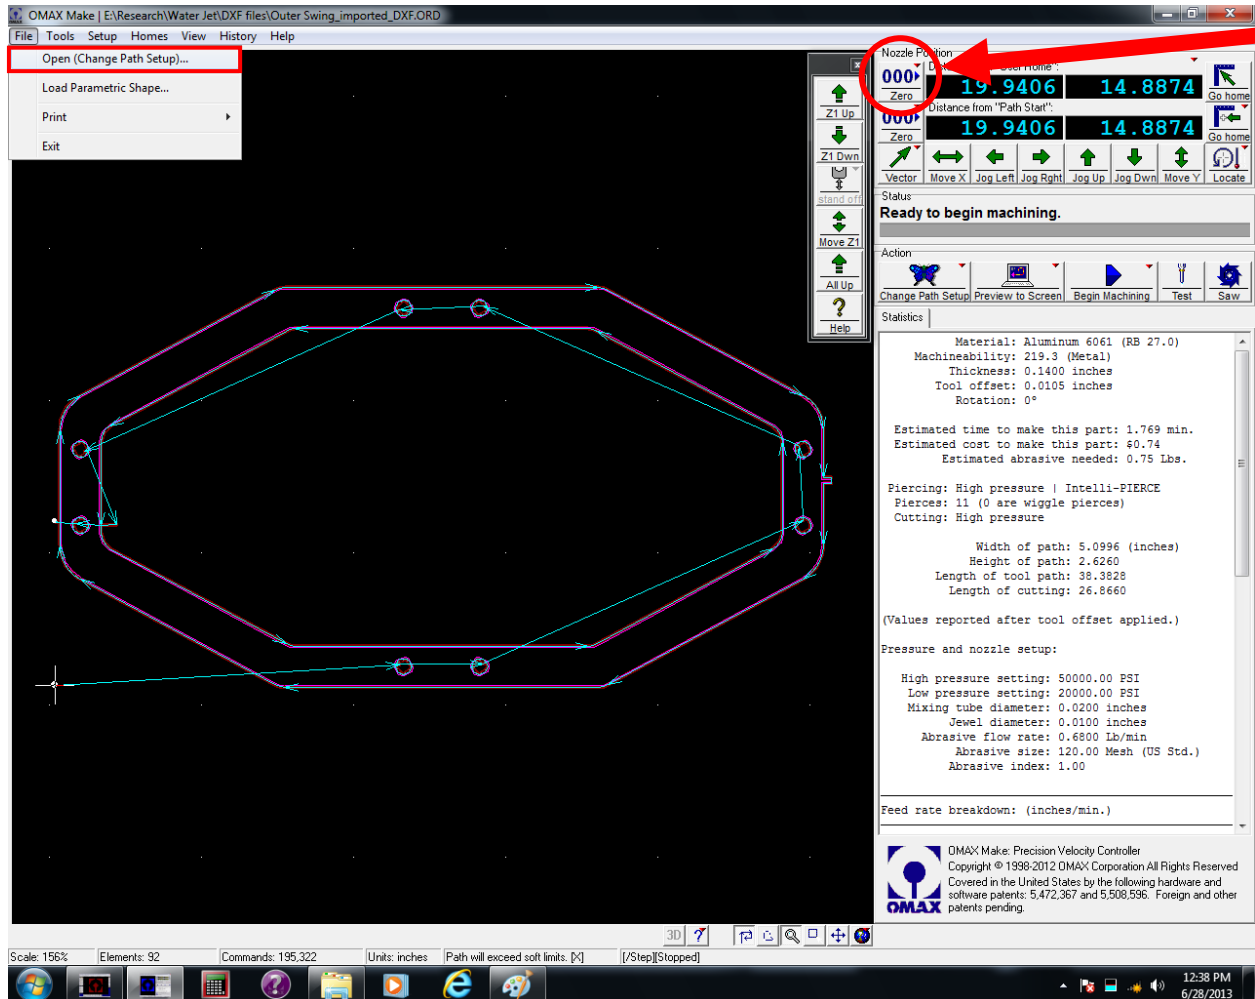 OMAX Make | E:\Research\Water Jet\DXF files\Outer Swing_imported_DXF.ORD
File Tools Setup Homes View History Help
Open (Change Path Setup)...
Load Parametric Shape...
Print
Exit
Z1 Up
Z1 Dwn
stand off
Move Z1
All Up
Help
Nozzle Position
000 Zero 19.9406 14.8874 Go home
Distance from "Path Start":
000 Zero 19.9406 14.8874 Go home
Vector Move X Jog Left Jog Rght Jog Up Jog Dwn Move Y Locate
Status
Ready to begin machining.
Action
Change Path Setup Preview to Screen Begin Machining Test Saw
Statistics
Material: Aluminum 6061 (RB 27.0)
Machineability: 219.3 (Metal)
Thickness: 0.1400 inches
Tool offset: 0.0105 inches
Rotation: 0°
Estimated time to make this part: 1.769 min.
Estimated cost to make this part: $0.74
Estimated abrasive needed: 0.75 Lbs.
Piercing: High pressure | Intelli-PIERCE
Pierces: 11 (0 are wiggle pierces)
Cutting: High pressure
Width of path: 5.0996 (inches)
Height of path: 2.6260
Length of tool path: 38.3828
Length of cutting: 26.8660
(Values reported after tool offset applied.)
Pressure and nozzle setup:
High pressure setting: 50000.00 PSI
Low pressure setting: 20000.00 PSI
Mixing tube diameter: 0.0200 inches
Jewel diameter: 0.0100 inches
Abrasive flow rate: 0.6800 Lb/min
Abrasive size: 120.00 Mesh (US Std.)
Abrasive index: 1.00
Feed rate breakdown: (inches/min.)
OMAX
OMAX Make: Precision Velocity Controller
Copyright © 1998-2012 OMAX Corporation All Rights Reserved
Covered in the United States by the following hardware and
software patents: 5,472,367 and 5,508,596. Foreign and other
patents pending.
3D
Scale: 156% Elements: 92 Commands: 195,322 Units: inches Path will exceed soft limits. [X] [/Step][Stopped]
12:38 PM
6/28/2013